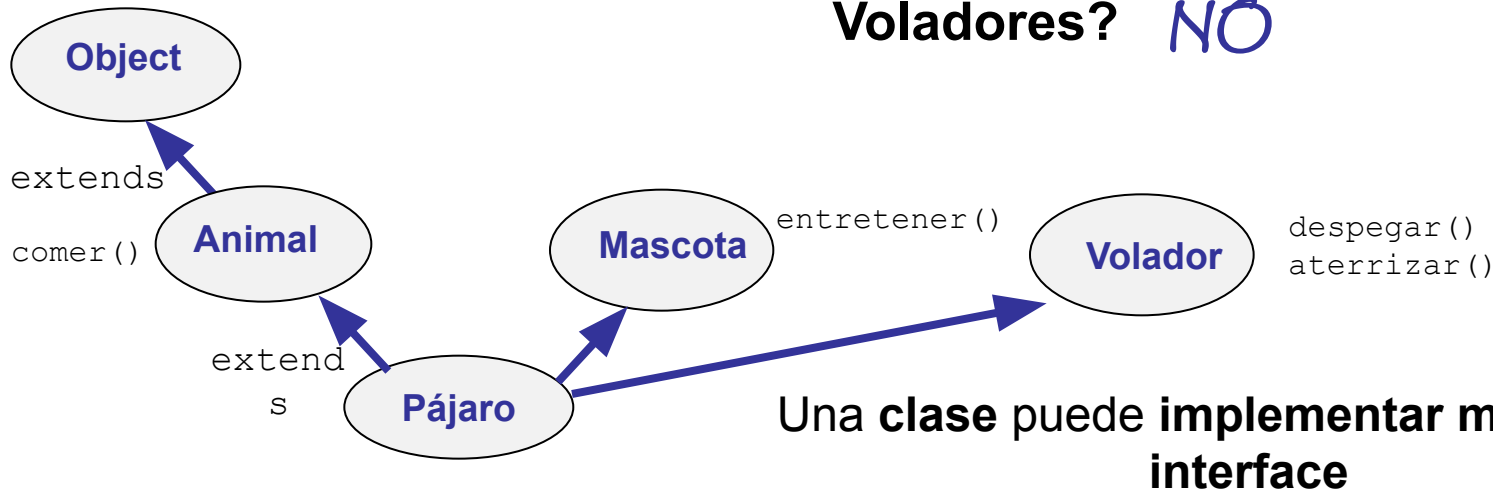 Voladores? NO
Object
extends
Animal
comer()
Mascota
entretener()
Volador
despegar()
aterrizar()
extend
s
Pájaro
Una clase puede implementar m
interface